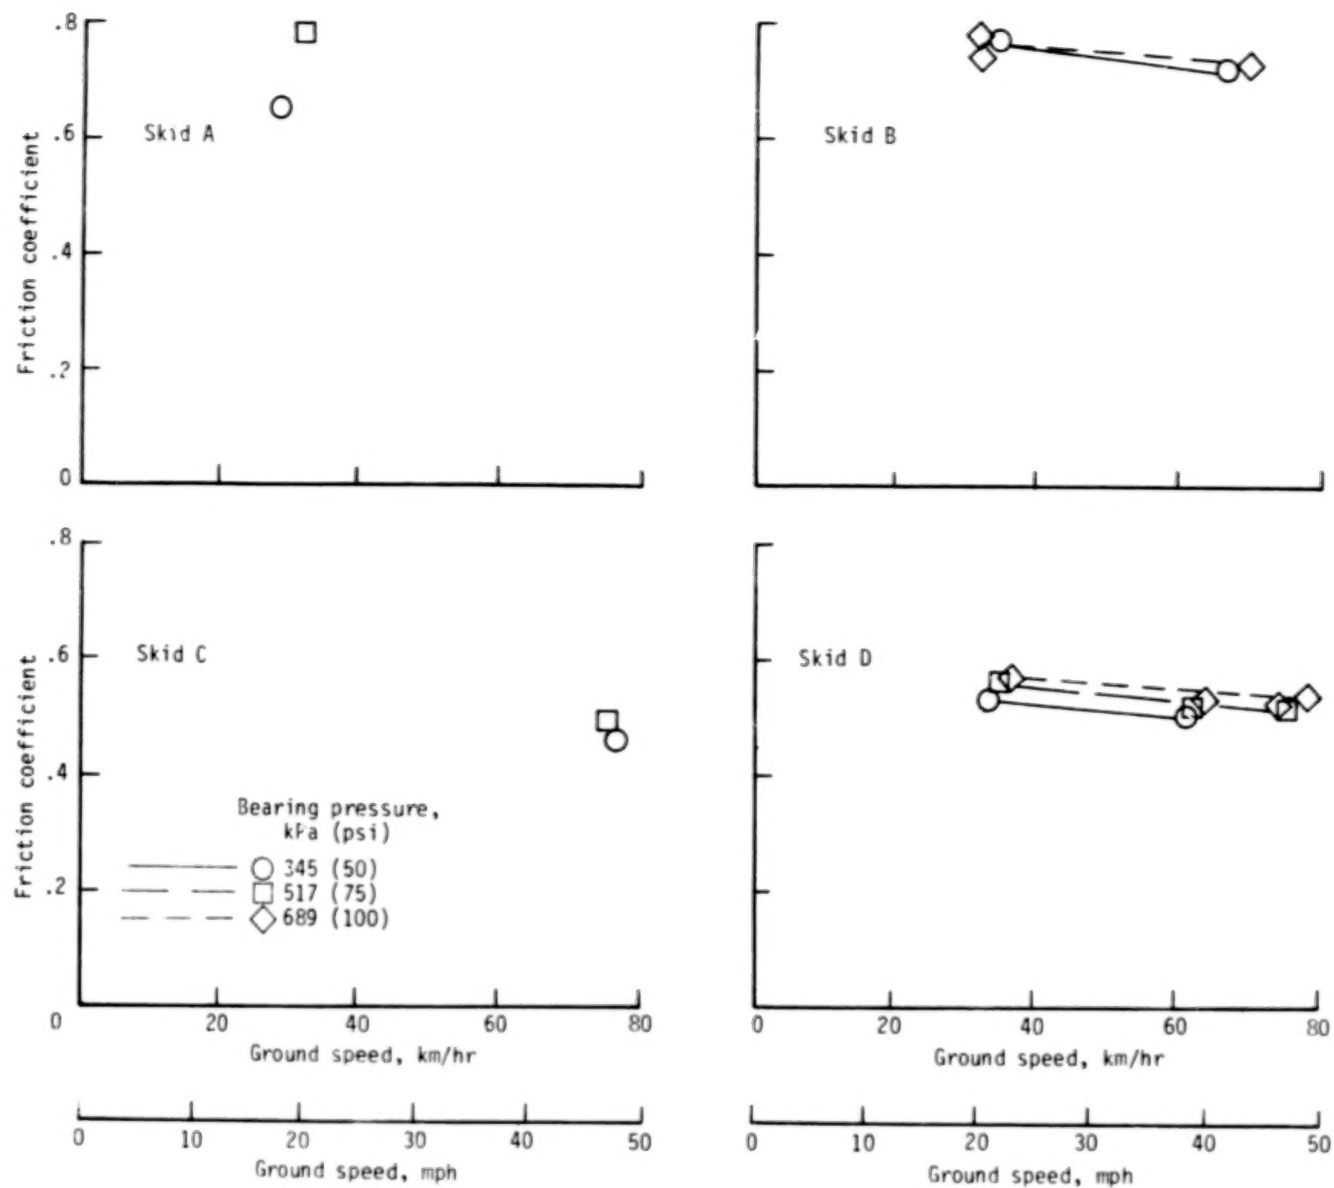 .8
.6
.4
.2
0
Friction coefficient
Skid A
Skid B
.8
.6
.4
.2
0
Friction coefficient
Skid C
Bearing pressure,
kPa (psi)
345 (50)
517 (75)
689 (100)
20 40 60 80
Ground speed, km/hr
0 10 20 30 40 50
Ground speed, mph
Skid D
0 20 40 60 80
Ground speed, km/hr
0 10 20 30 40 50
Ground speed, mph